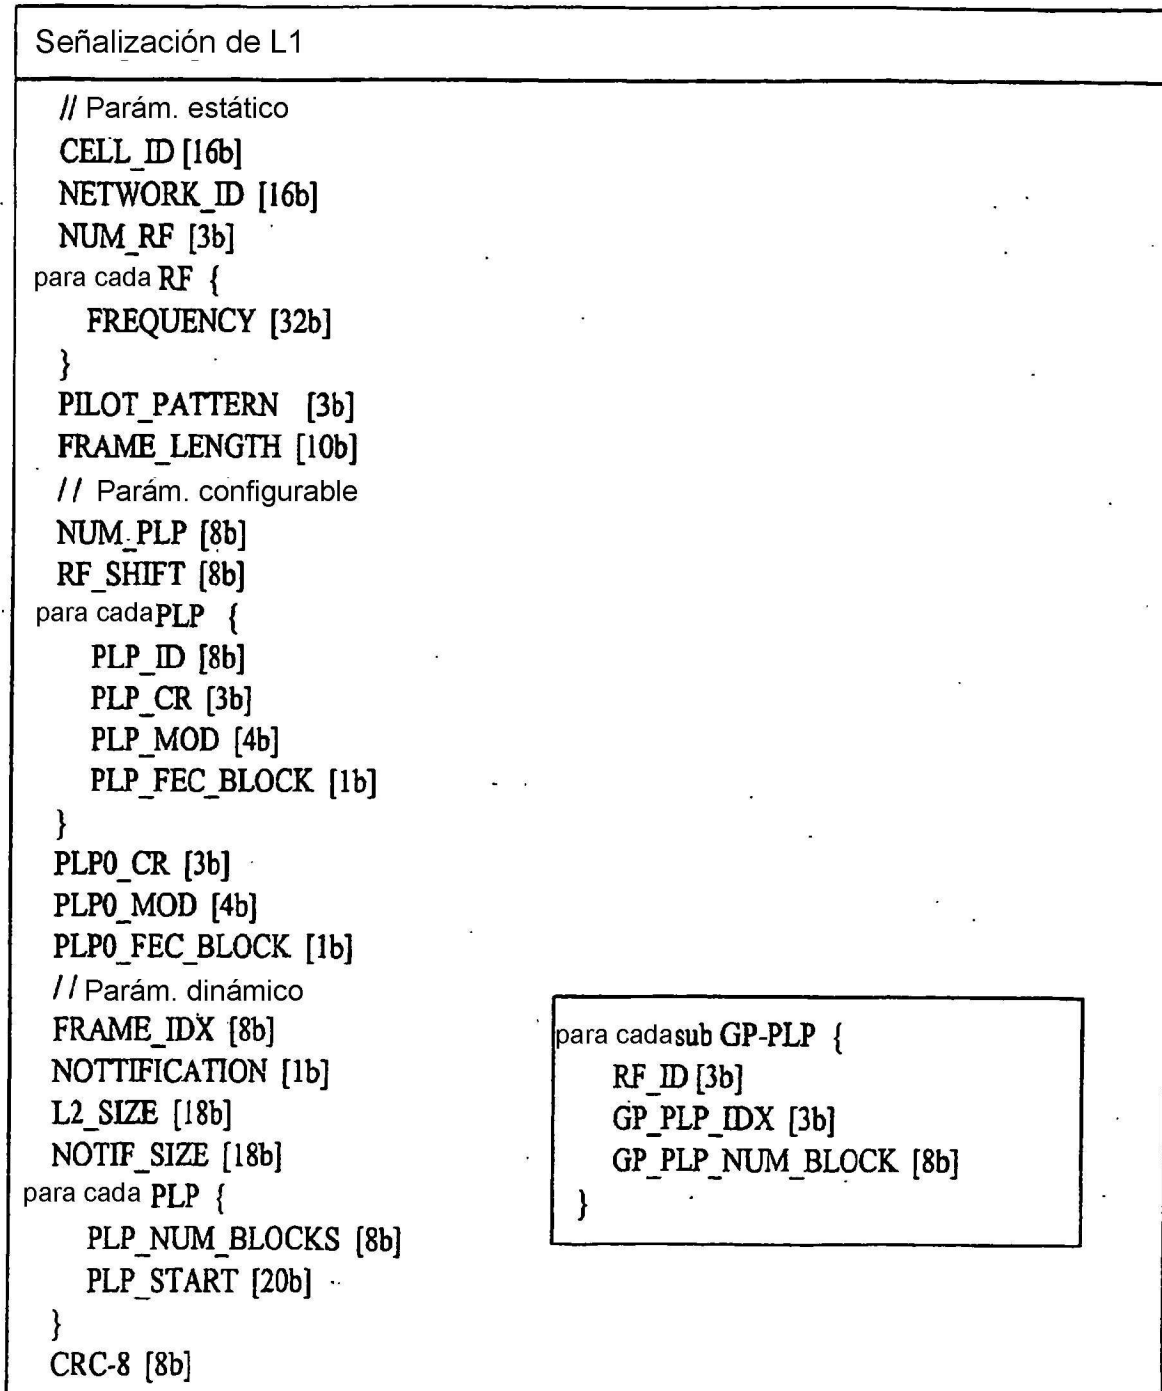 Señalización de L1
// Parám. estático
CELL_ID [16b]
NETWORK_ID [16b]
NUM_RF [3b]
para cada RF {
FREQUENCY [32b]
}
PILOT_PATTERN [3b]
FRAME_LENGTH [10b]
// Parám. configurable
NUM_PLP [8b]
RF_SHIFT [8b]
para cada PLP {
PLP_ID [8b]
PLP_CR [3b]
PLP_MOD [4b]
PLP_FEC_BLOCK [1b]
}
PLP0_CR [3b]
PLP0_MOD [4b]
PLP0_FEC_BLOCK [1b]
// Parám. dinámico
FRAME_IDX [8b]
NOTTIFICATION [1b]
L2_SIZE [18b]
NOTIF_SIZE [18b]
para cada PLP {
PLP_NUM_BLOCKS [8b]
PLP_START [20b]
}
CRC-8 [8b]
para cada sub GP-PLP {
RF_ID [3b]
GP_PLP_IDX [3b]
GP_PLP_NUM_BLOCK [8b]
}